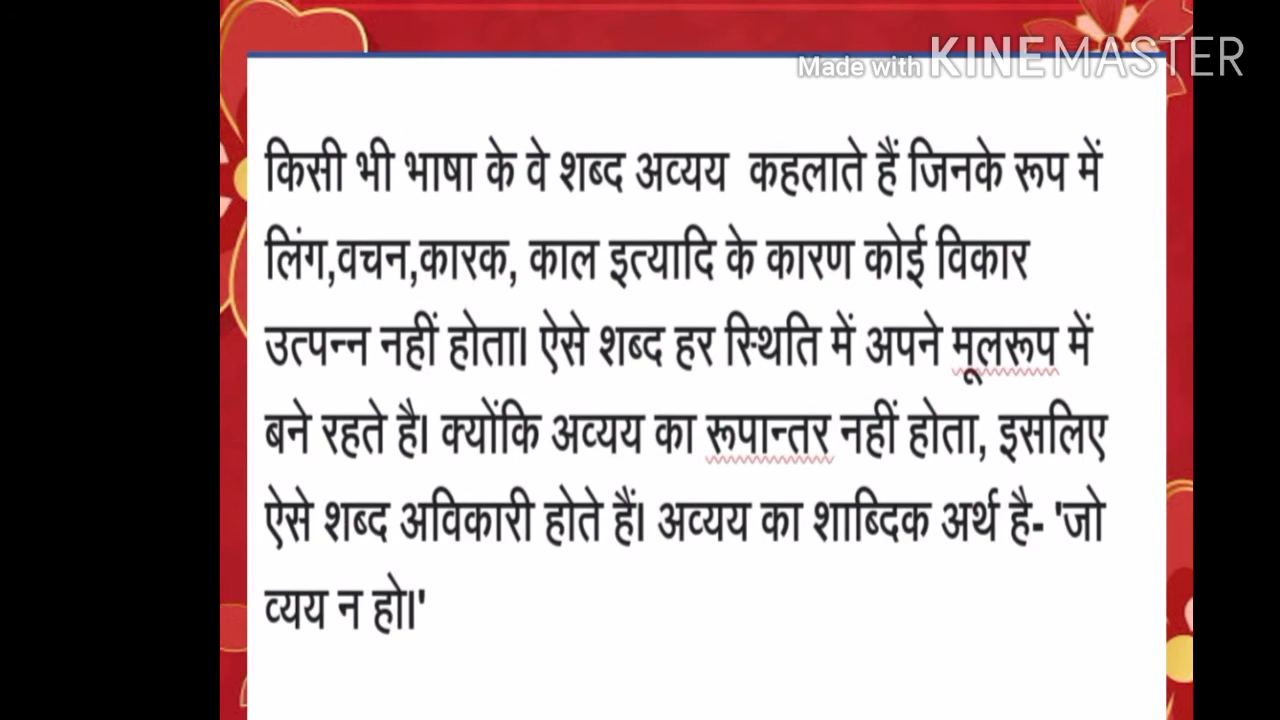 Made with KINEMASTER
किसी भी भाषा के वे शब्द अव्यय कहलाते हैं जिनके रूप में
लिंग,वचन,कारक, काल इत्यादि के कारण कोई विकार
उत्पन्न नहीं होता। ऐसे शब्द हर स्थिति में अपने मूलरूप में
बने रहते है। क्योंकि अव्यय का रूपान्तर नहीं होता, इसलिए
ऐसे शब्द अविकारी होते हैं। अव्यय का शाब्दिक अर्थ है- 'जो
व्यय न हो।'